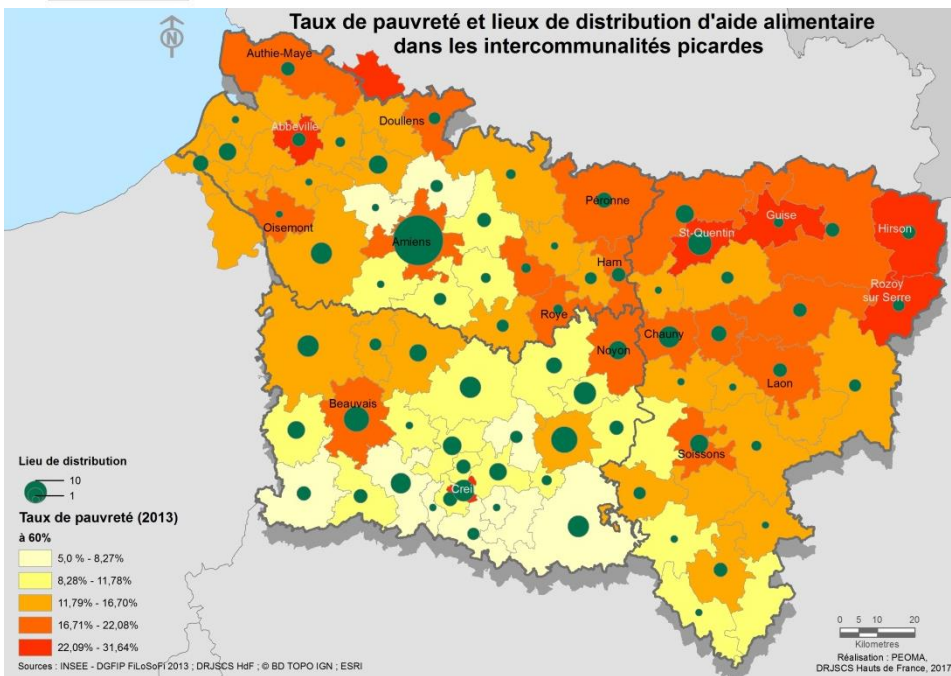 Taux de pauvreté et lieux de distribution d'aide alimentaire
dans les intercommunalités picardes
N
Authie-Maye
Abbeville
Doullens
Oisemont
Amiens
Péronne
St-Quentin
Guise
Hirson
Ham
Rozoy
sur Serre
Roye
Chauny
Noyon
Laon
Beauvais
Soissons
Creil
Lieu de distribution
10
1
Taux de pauvreté (2013)
à 60%
5,0 % - 8,27%
8,28% - 11,78%
11,79% - 16,70%
16,71% - 22,08%
22,09% - 31,64%
Sources : INSEE - DGFIP FiLoSoFi 2013 ; DRJSCS HdF ; © BD TOPO IGN ; ESRI
0 5 10 20
Kilometres
Réalisation : PEOMA,
DRJSCS Hauts de France, 2017